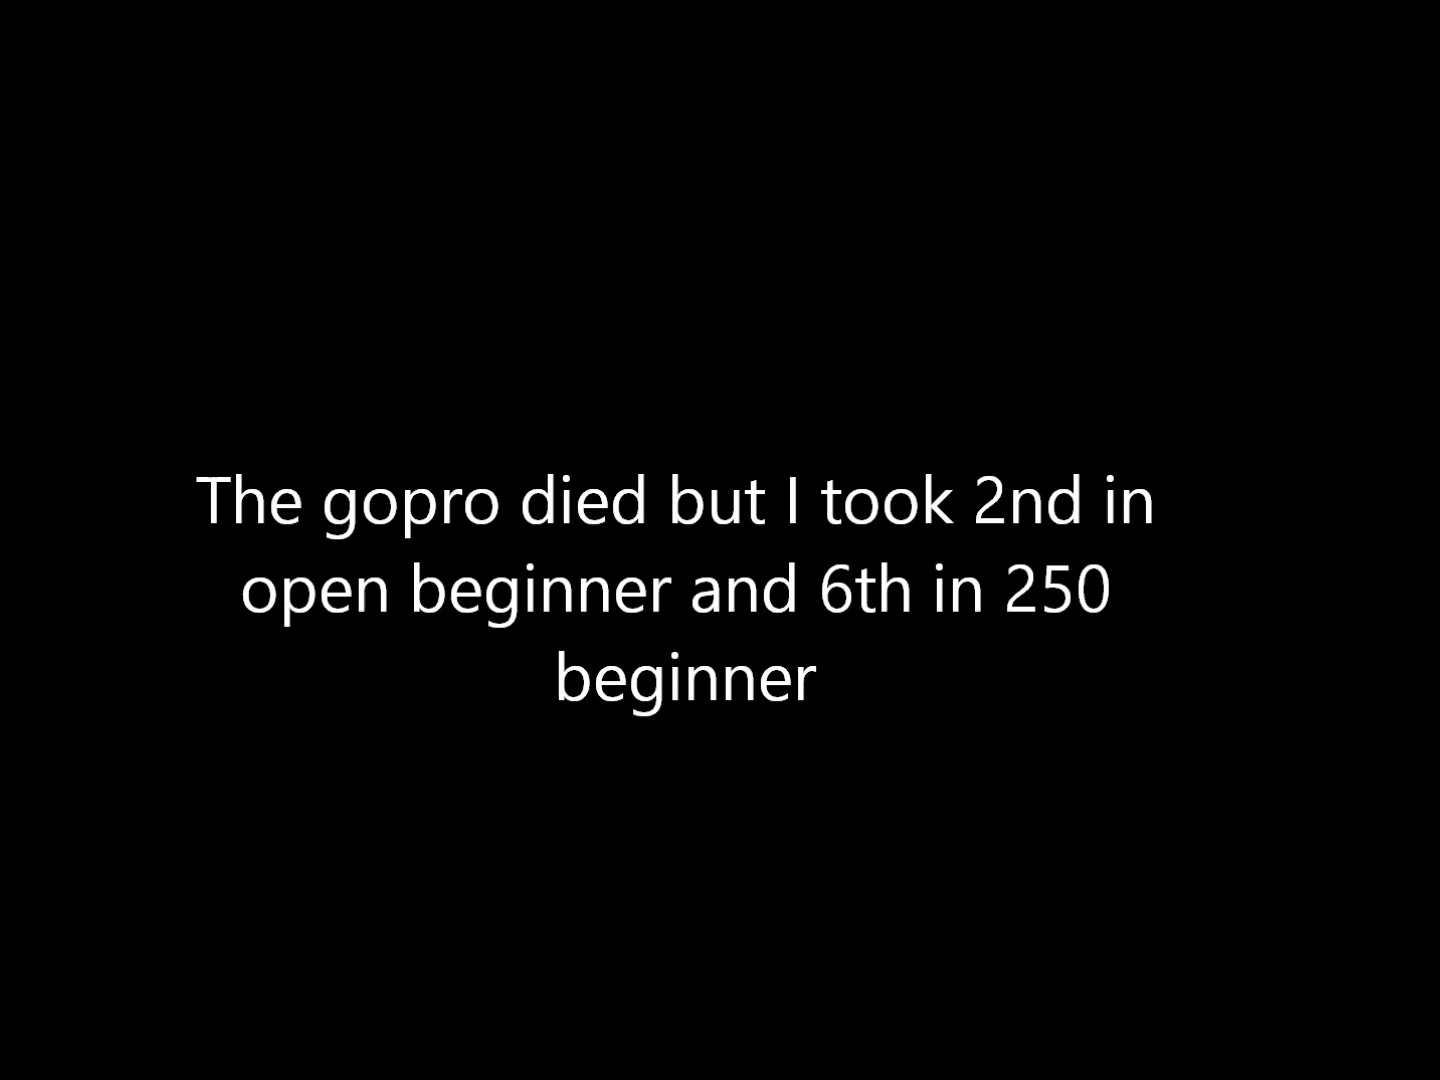 The gopro died but I took 2nd in
open beginner and 6th in 250
beginner